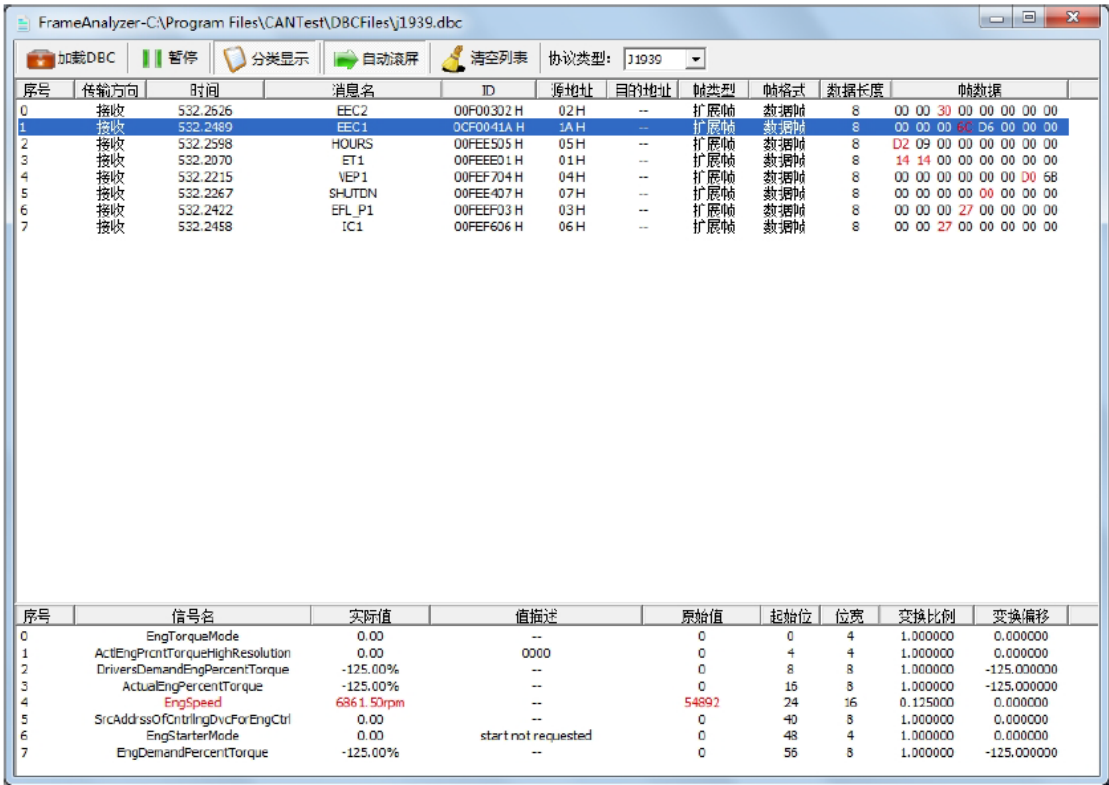 FrameAnalyzer-C:\Program Files\CANTest\DBCFiles\j1939.dbc
加载DBC 暂停 分类显示 自动滚屏 清空列表 协议类型: J1939
序号 传输方向 时间 消息名 ID 源地址 目的地址 帧类型 帧格式 数据长度 帧数据
0 接收 532.2626 EEC2 00F00302 H 02 H -- 扩展帧 数据帧 8 00 00 30 00 00 00 00 00
1 接收 532.2489 EEC1 0CF0041A H 1A H -- 扩展帧 数据帧 8 00 00 00 6C D6 00 00 00
2 接收 532.2598 HOURS 00FEE505 H 05 H -- 扩展帧 数据帧 8 D2 09 00 00 00 00 00 00
3 接收 532.2070 ET1 00FEEE01 H 01 H -- 扩展帧 数据帧 8 14 14 00 00 00 00 00 00
4 接收 532.2215 VEP1 00FEF704 H 04 H -- 扩展帧 数据帧 8 00 00 00 00 00 00 D0 6B
5 接收 532.2267 SHUTDN 00FEE407 H 07 H -- 扩展帧 数据帧 8 00 00 00 00 00 00 00 00
6 接收 532.2422 EFL_P1 00FEEF03 H 03 H -- 扩展帧 数据帧 8 00 00 00 27 00 00 00 00
7 接收 532.2458 IC1 00FEF606 H 06 H -- 扩展帧 数据帧 8 00 00 27 00 00 00 00 00
序号 信号名 实际值 值描述 原始值 起始位 位宽 变换比例 变换偏移
0 EngTorqueMode 0.00 -- 0 0 4 1.000000 0.000000
1 ActlEngPrcntTorqueHighResolution 0.00 0000 0 4 4 1.000000 0.000000
2 DriversDemandEngPercentTorque -125.00% -- 0 8 8 1.000000 -125.000000
3 ActualEngPercentTorque -125.00% -- 0 16 8 1.000000 -125.000000
4 EngSpeed 6861.50rpm -- 54892 24 16 0.125000 0.000000
5 SrcAddrssOfCntrllngDvcForEngCtrl 0.00 -- 0 40 8 1.000000 0.000000
6 EngStarterMode 0.00 start not requested 0 48 4 1.000000 0.000000
7 EngDemandPercentTorque -125.00% -- 0 56 8 1.000000 -125.000000